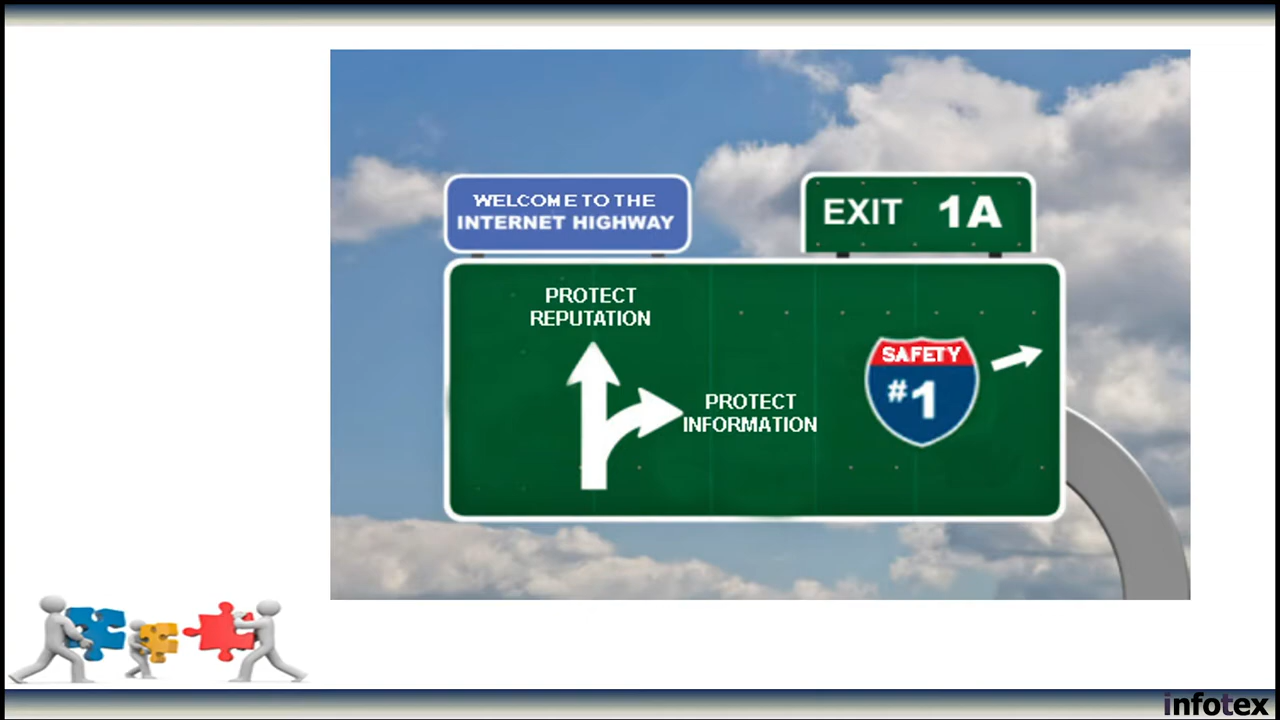 WELCOME TO THE
INTERNET HIGHWAY
EXIT 1A
PROTECT
REPUTATION
PROTECT
INFORMATION
SAFETY
#1
infotex